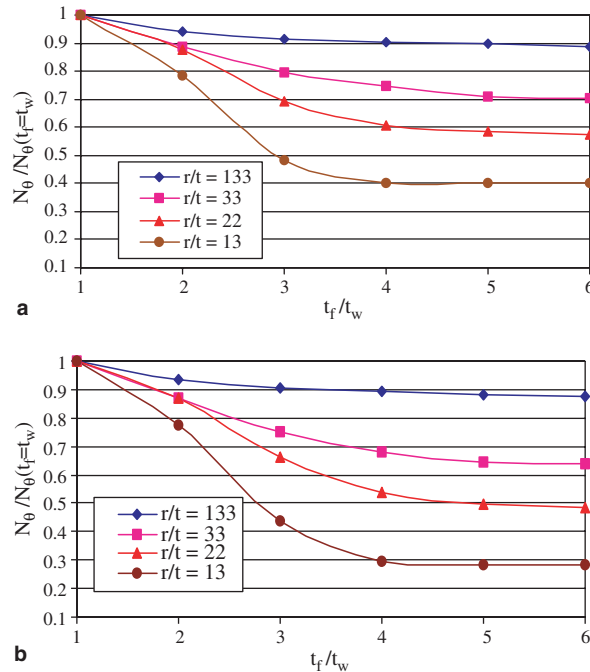 1
0.9
0.8
0.7
0.6
0.5
0.4
0.3
0.2
0.1
N_θ/N_θ(t_f=t_w)
r/t = 133
r/t = 33
r/t = 22
r/t = 13
1 2 3 4 5 6
a
t_f/t_w
1
0.9
0.8
0.7
0.6
0.5
0.4
0.3
0.2
0.1
N_θ/N_θ(t_f=t_w)
r/t = 133
r/t = 33
r/t = 22
r/t = 13
1 2 3 4 5 6
b
t_f/t_w